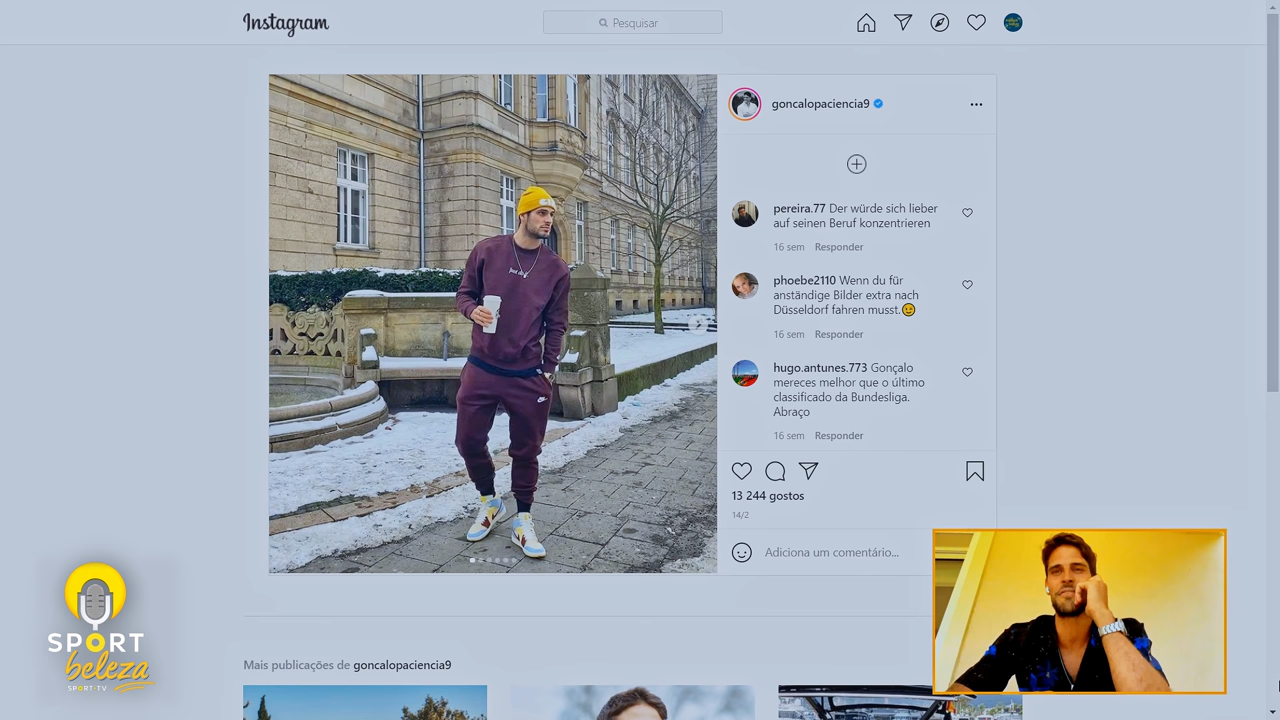 Instagram
Pesquisar
goncalopaciencia9
pereira.77 Der würde sich lieber
auf seinen Beruf konzentrieren
16 sem Responder
phoebe2110 Wenn du für
anständige Bilder extra nach
Düsseldorf fahren musst.😉
16 sem Responder
hugo.antunes.773 Gonçalo
mereces melhor que o último
classificado da Bundesliga.
Abraço
16 sem Responder
13 244 gostos
14/2
Adiciona um comentário...
SPORT
beleza
SPORT·TV
Mais publicações de goncalopaciencia9